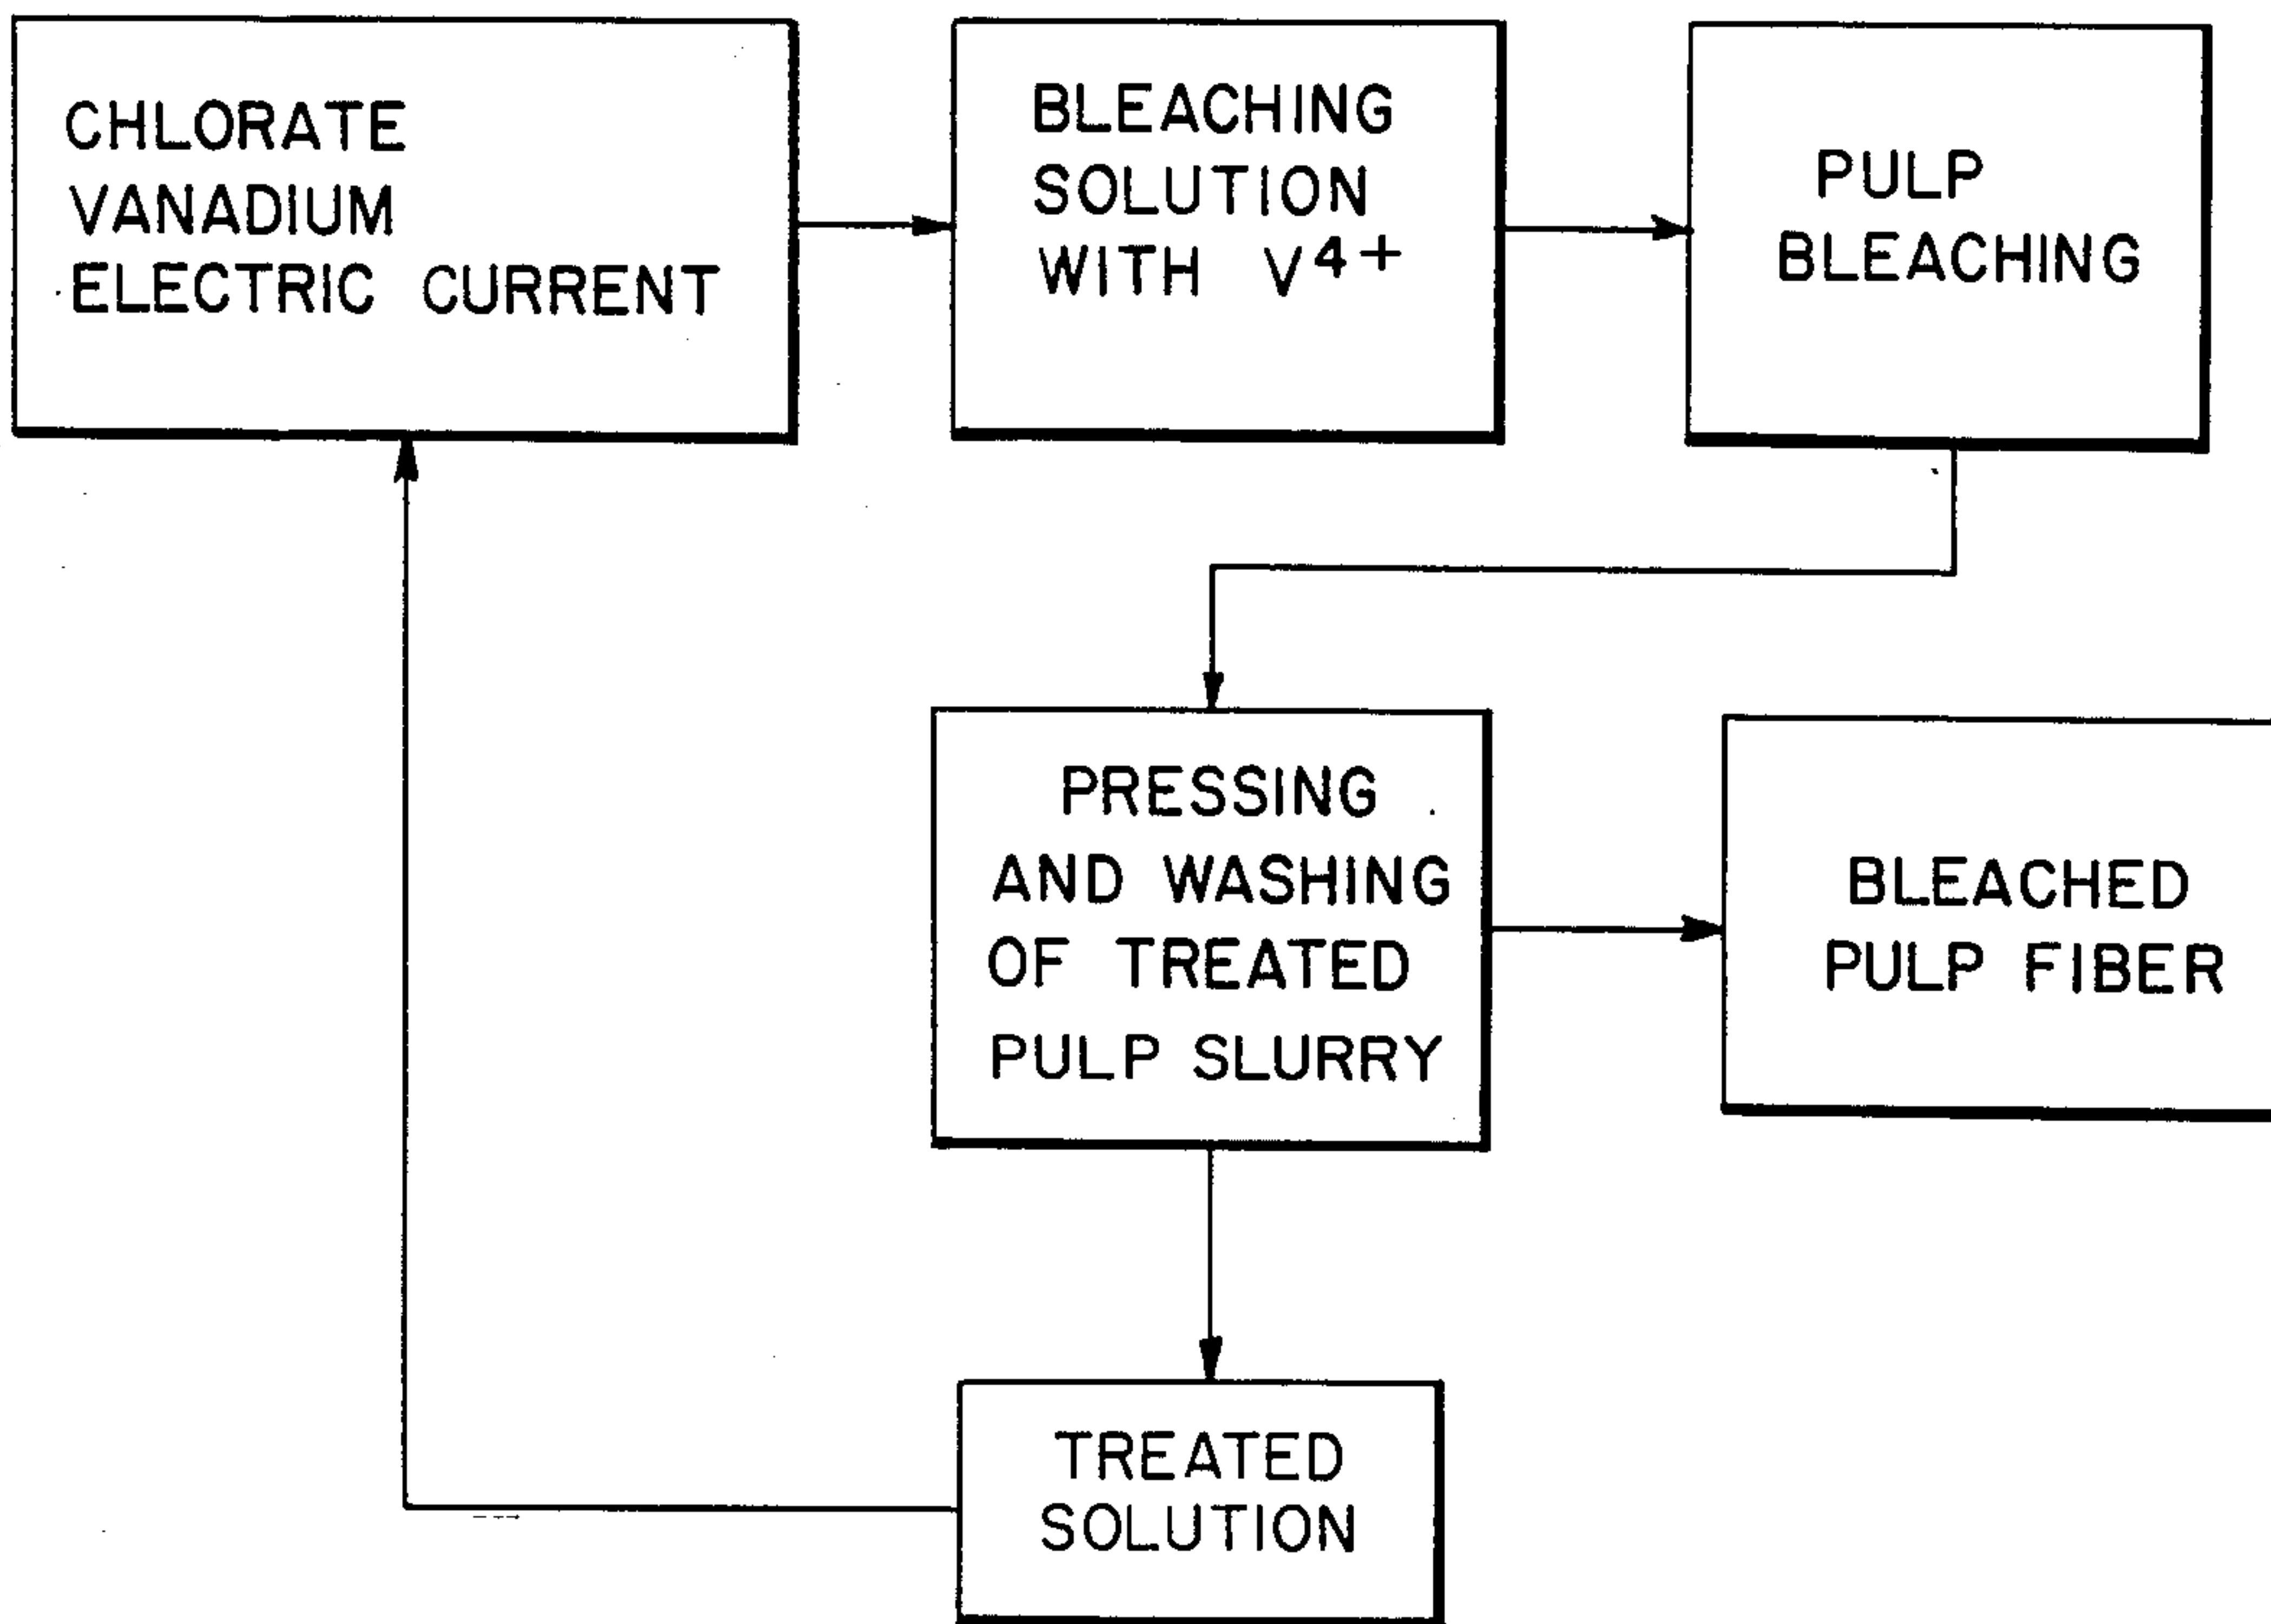 CHLORATE
VANADIUM
ELECTRIC CURRENT
BLEACHING
SOLUTION
WITH V⁴⁺
PULP
BLEACHING
PRESSING
AND WASHING
OF TREATED
PULP SLURRY
BLEACHED
PULP FIBER
TREATED
SOLUTION